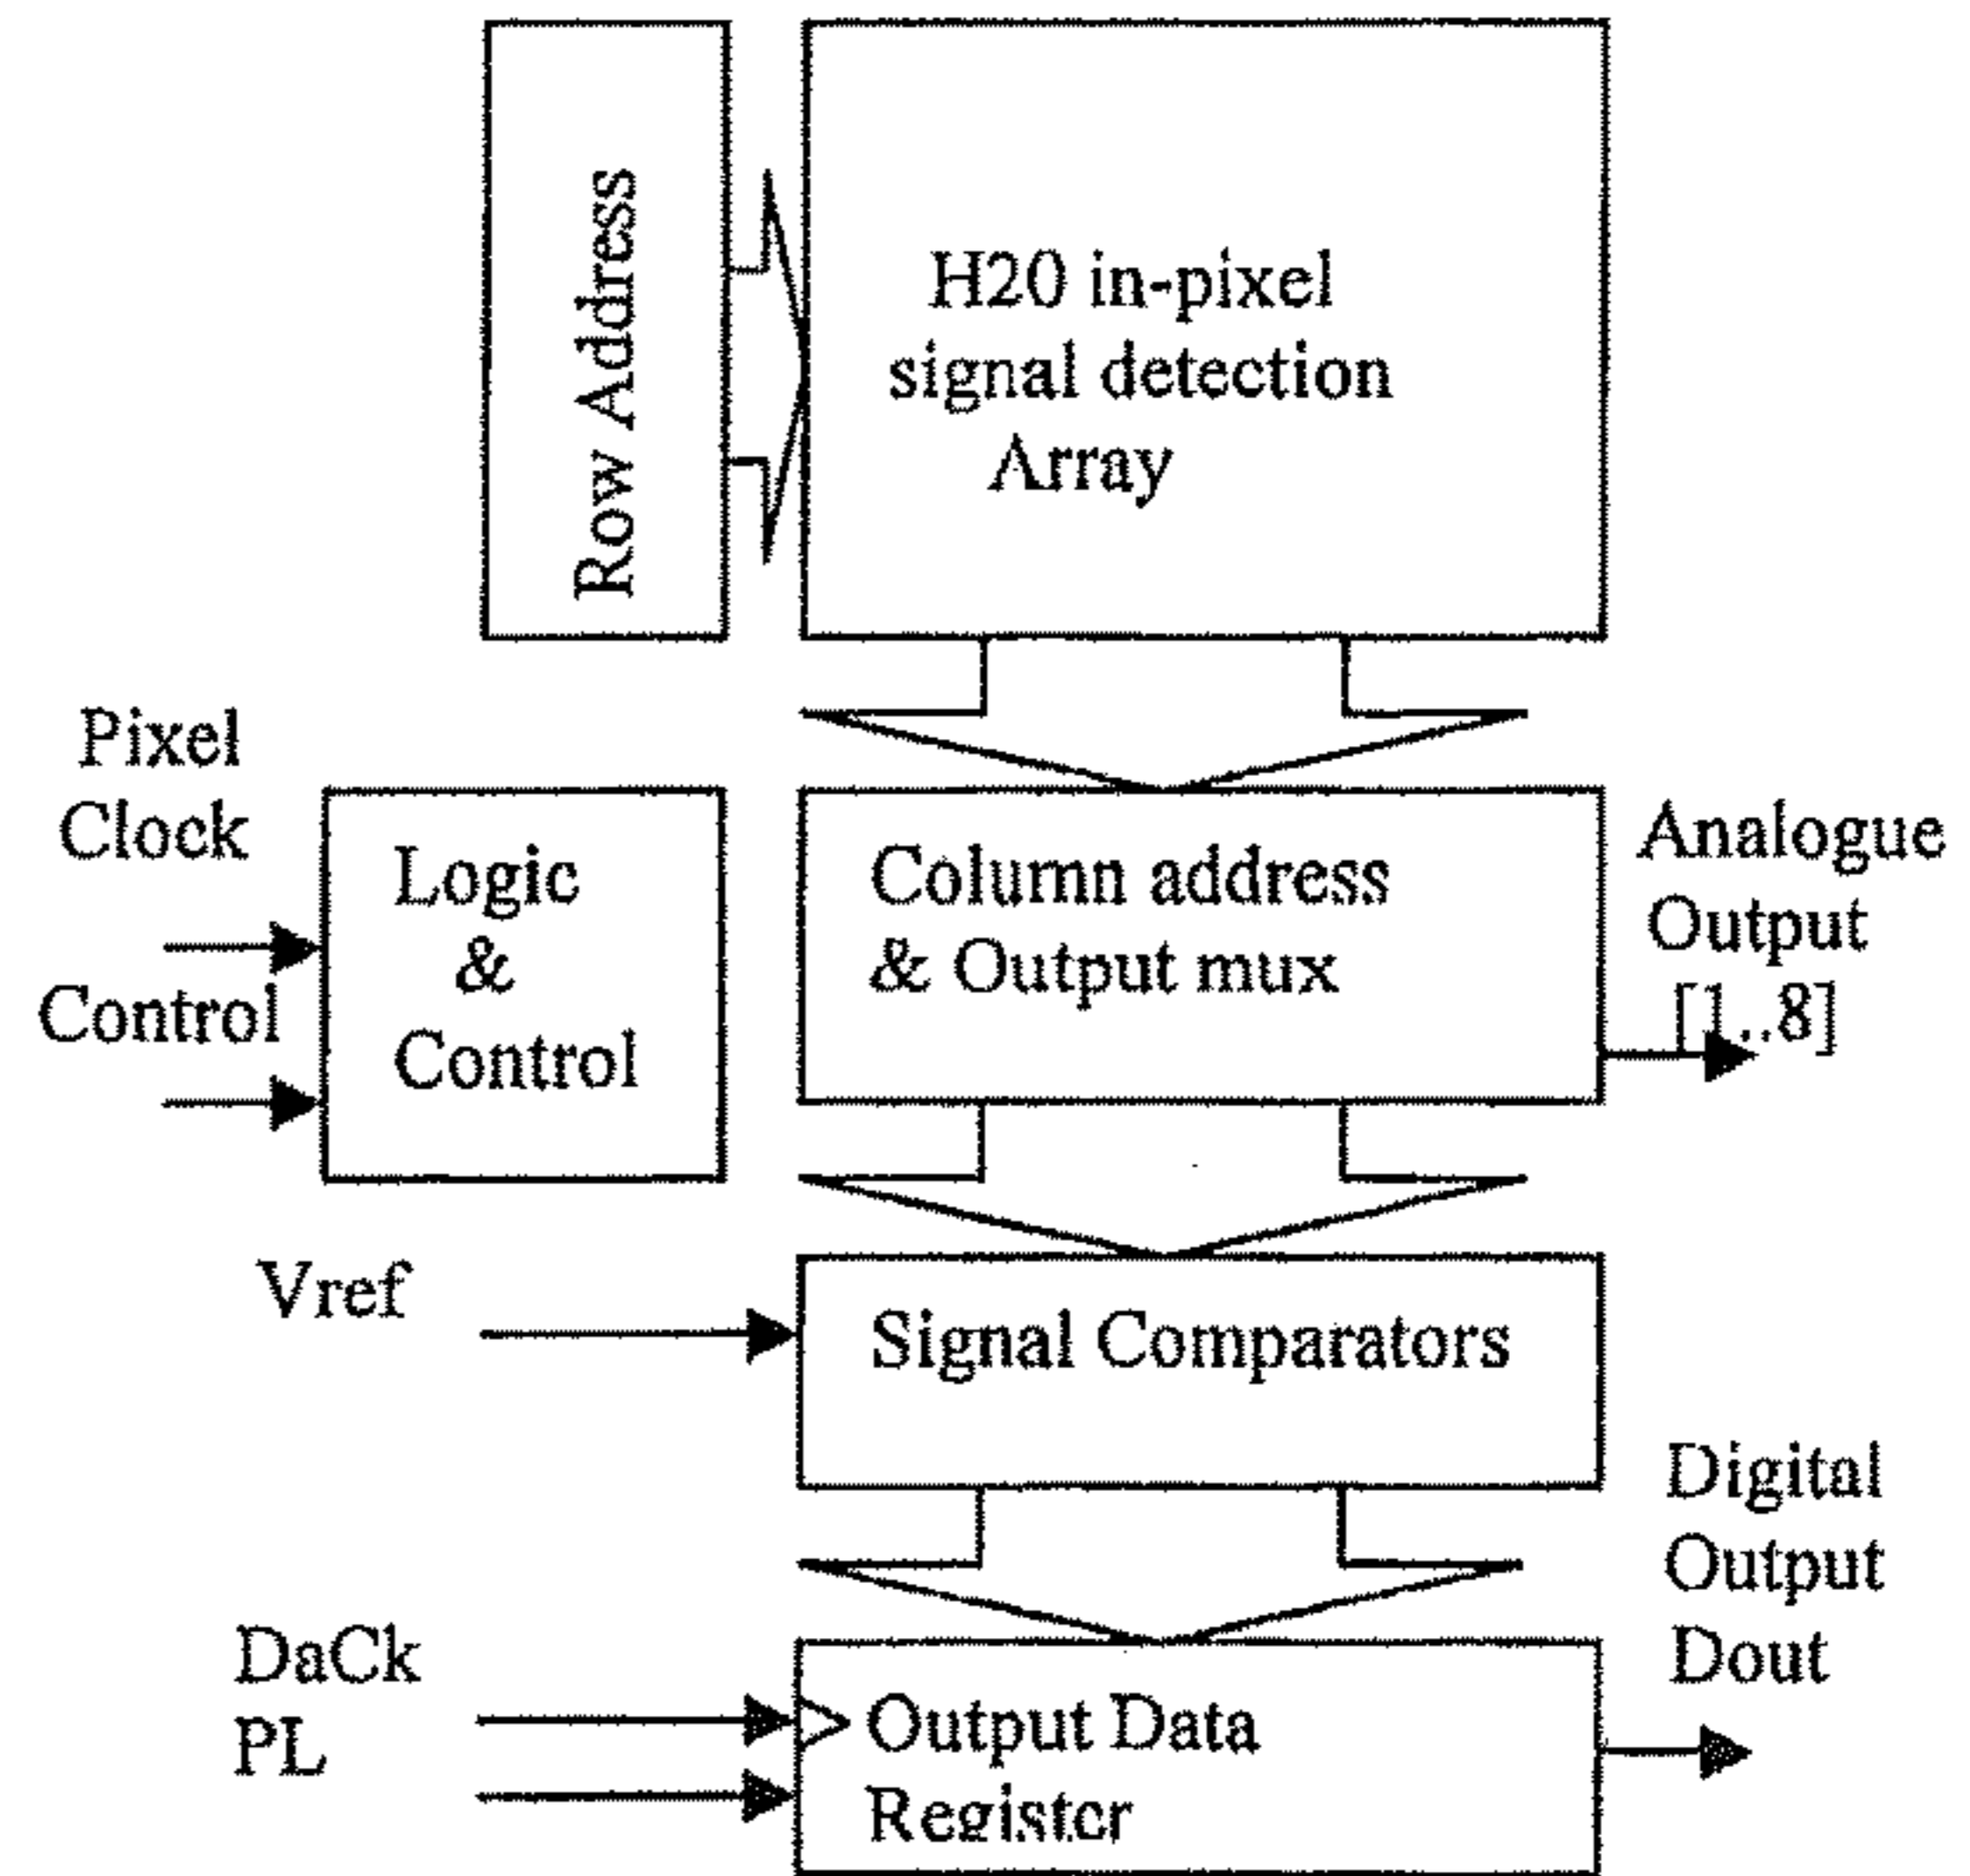 Row Address
H20 in-pixel
signal detection
Array
Pixel
Clock
Control
Logic
&
Control
Column address
& Output mux
Analogue
Output
[1..8]
Vref
Signal Comparators
Digital
Output
Dout
DaCk
PL
Output Data
Register